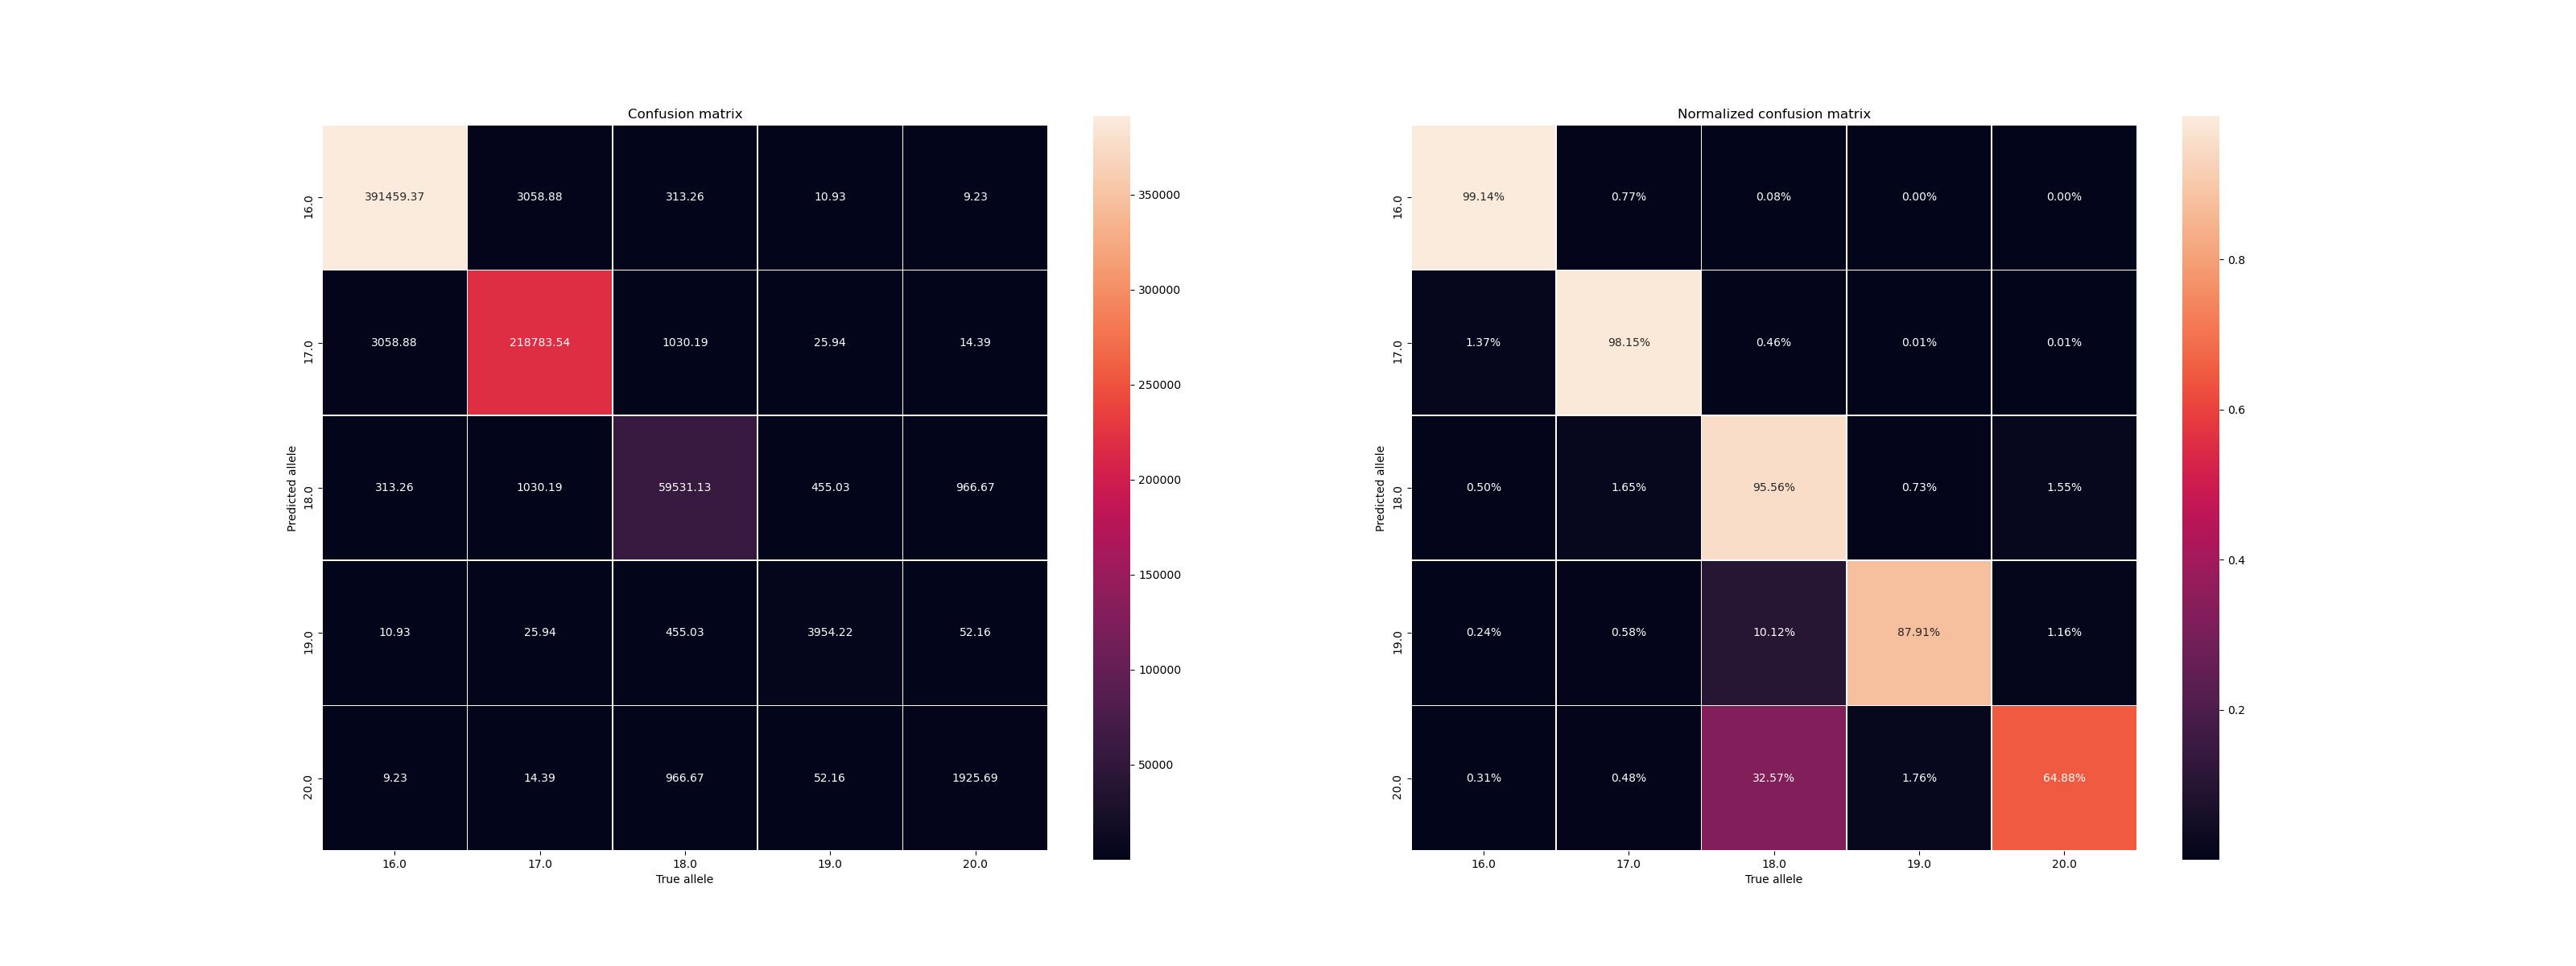 Confusion matrix
16.0 391459.37 3058.88 313.26 10.93 9.23
17.0 3058.88 218783.54 1030.19 25.94 14.39
18.0 313.26 1030.19 59531.13 455.03 966.67
19.0 10.93 25.94 455.03 3954.22 52.16
20.0 9.23 14.39 966.67 52.16 1925.69
Predicted allele
16.0 17.0 18.0 19.0 20.0
True allele
350000
300000
250000
200000
150000
100000
50000
Normalized confusion matrix
16.0 99.14% 0.77% 0.08% 0.00% 0.00%
17.0 1.37% 98.15% 0.46% 0.01% 0.01%
18.0 0.50% 1.65% 95.56% 0.73% 1.55%
19.0 0.24% 0.58% 10.12% 87.91% 1.16%
20.0 0.31% 0.48% 32.57% 1.76% 64.88%
Predicted allele
16.0 17.0 18.0 19.0 20.0
True allele
0.8
0.6
0.4
0.2